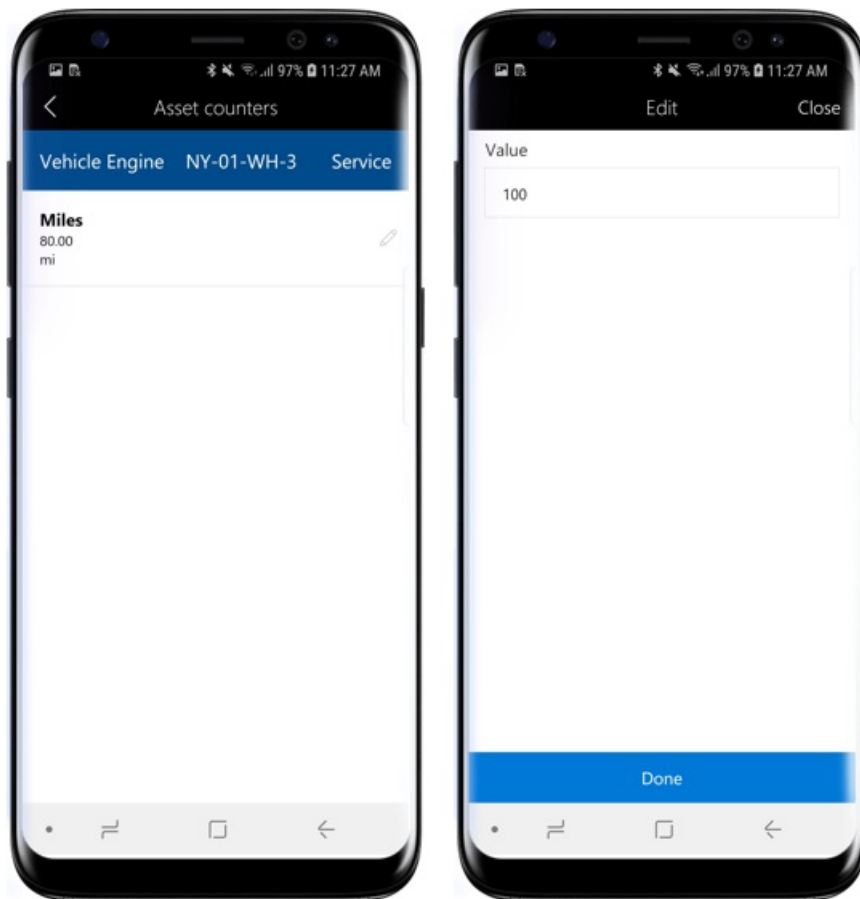 97% 11:27 AM
Asset counters
Vehicle Engine NY-01-WH-3 Service
Miles
80.00
mi
97% 11:27 AM
Edit Close
Value
100
Done